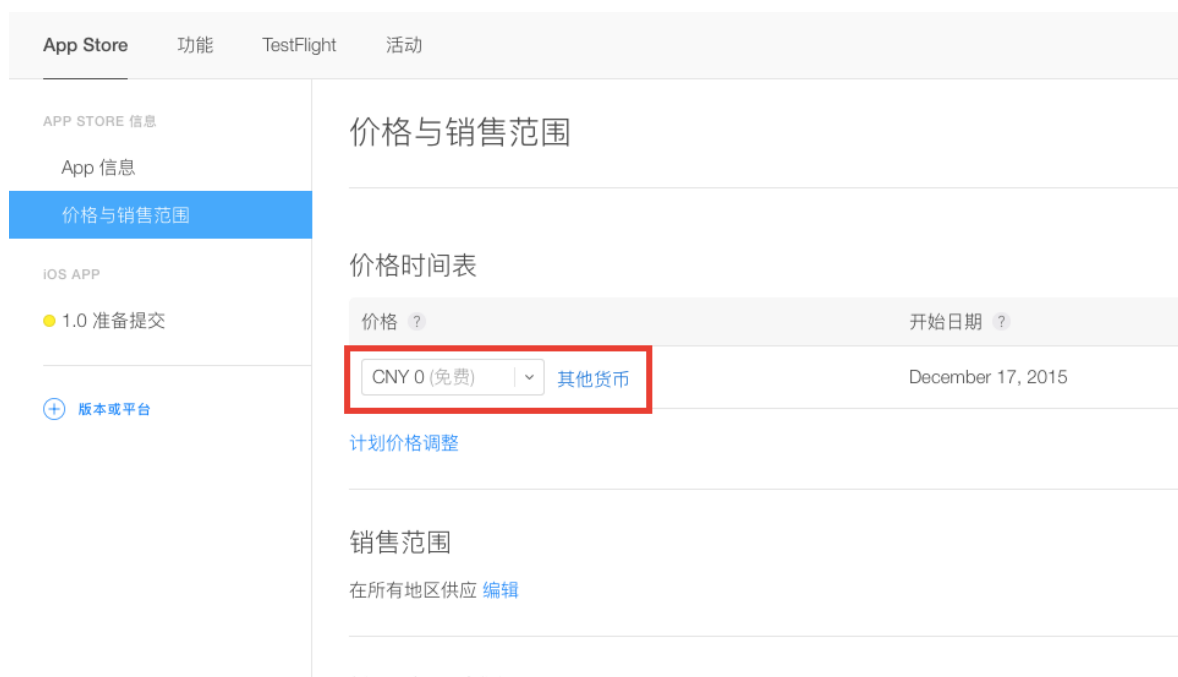 App Store 功能 TestFlight 活动
APP STORE 信息
App 信息
价格与销售范围
iOS APP
1.0 准备提交
版本或平台
价格与销售范围
价格时间表
价格 ? 开始日期 ?
CNY 0 (免费) 其他货币 December 17, 2015
计划价格调整
销售范围
在所有地区供应 编辑